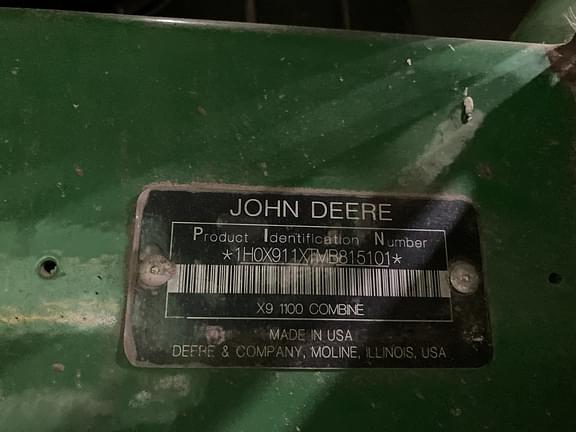 JOHN DEERE
Product Identification Number
*1H0X911XTMB815101*
X9 1100 COMBINE
MADE IN USA
DEERE & COMPANY, MOLINE, ILLINOIS, USA